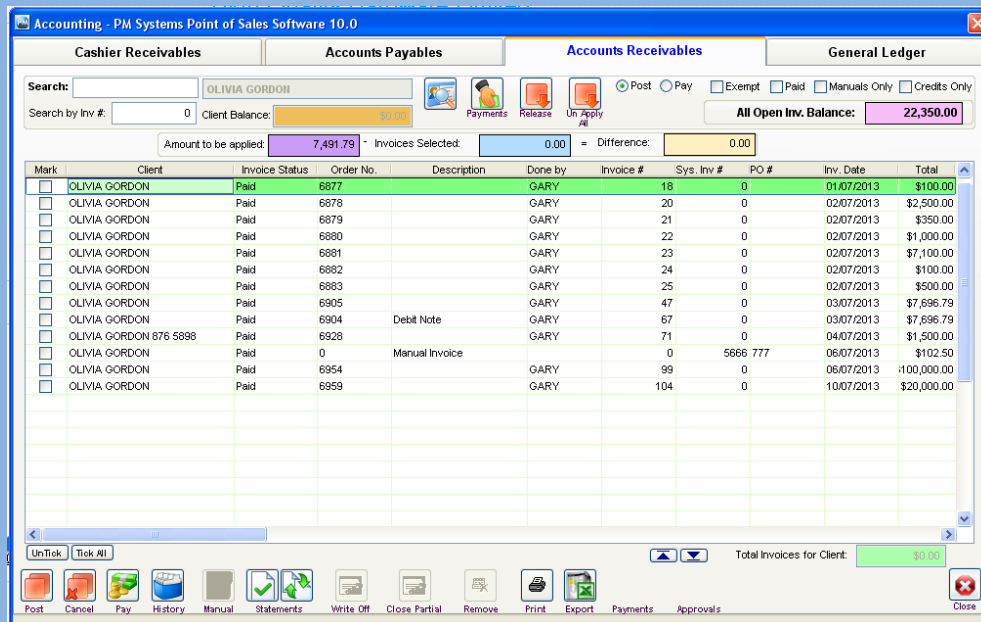 Accounting - PM Systems Point of Sales Software 10.0
Cashier Receivables Accounts Payables Accounts Receivables General Ledger
Search: OLIVIA GORDON Post Pay Exempt Paid Manuals Only Credits Only
Search by Inv #: 0 Client Balance: $0.00 Payments Release Un Apply All All Open Inv. Balance: 22,350.00
Amount to be applied: 7,491.79 - Invoices Selected: 0.00 = Difference: 0.00
Mark Client Invoice Status Order No. Description Done by Invoice # Sys. Inv # PO # Inv. Date Total
OLIVIA GORDON Paid 6877 GARY 18 0 01/07/2013 $100.00
OLIVIA GORDON Paid 6878 GARY 20 0 02/07/2013 $2,500.00
OLIVIA GORDON Paid 6879 GARY 21 0 02/07/2013 $350.00
OLIVIA GORDON Paid 6880 GARY 22 0 02/07/2013 $1,000.00
OLIVIA GORDON Paid 6881 GARY 23 0 02/07/2013 $7,100.00
OLIVIA GORDON Paid 6882 GARY 24 0 02/07/2013 $100.00
OLIVIA GORDON Paid 6883 GARY 25 0 02/07/2013 $500.00
OLIVIA GORDON Paid 6905 GARY 47 0 03/07/2013 $7,696.79
OLIVIA GORDON Paid 6904 Debit Note GARY 67 0 03/07/2013 $7,696.79
OLIVIA GORDON 876 5898 Paid 6928 GARY 71 0 04/07/2013 $1,500.00
OLIVIA GORDON Paid 0 Manual Invoice 0 5666 777 06/07/2013 $102.50
OLIVIA GORDON Paid 6954 GARY 99 0 06/07/2013 $100,000.00
OLIVIA GORDON Paid 6959 GARY 104 0 10/07/2013 $20,000.00
UnTick Tick All Total Invoices for Client: $0.00
Post Cancel Pay History Manual Statements Write Off Close Partial Remove Print Export Payments Approvals Close